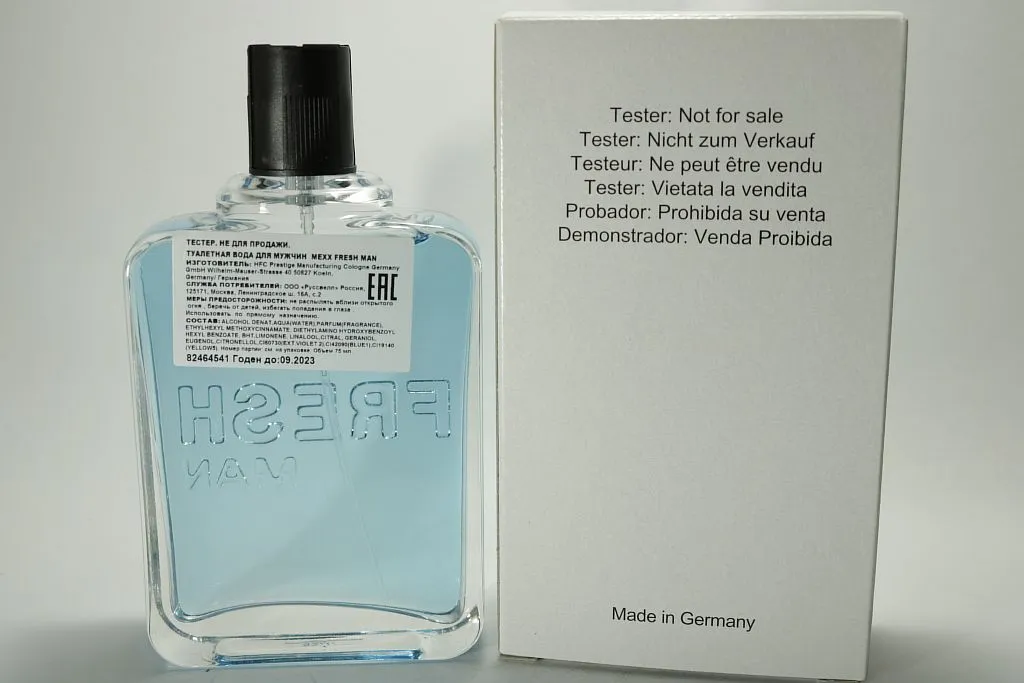 ТЕСТЕР. НЕ ДЛЯ ПРОДАЖИ.
ТУАЛЕТНАЯ ВОДА ДЛЯ МУЖЧИН MEXX FRESH MAN
ИЗГОТОВИТЕЛЬ: HFC Prestige Manufacturing Cologne Germany
GmbH Wilhelm-Mauser-Strasse 40 50827 Koeln,
Germany/ Германия
СЛУЖБА ПОТРЕБИТЕЛЕЙ: ООО «Руссвелл» Россия,
125171, Москва, Ленинградское ш. 16А, с.2
EAC
МЕРЫ ПРЕДОСТОРОЖНОСТИ: не распылять вблизи открытого
огня, беречь от детей, избегать попадания в глаза.
Использовать по прямому назначению.
СОСТАВ: ALCOHOL DENAT,AQUA(WATER),PARFUM(FRAGRANCE),
ETHYLHEXYL METHOXYCINNAMATE, DIETHYLAMINO HYDROXYBENZOYL
HEXYL BENZOATE, BHT,LIMONENE, LINALOOL,CITRAL, GERANIOL,
EUGENOL,CITRONELLOL,CI60730(EXT.VIOLET 2),CI42090(BLUE1),CI19140
(YELLOW5). Номер партии: см. на упаковке. Объем 75 мл
82464541 Годен до:09.2023
FRESH
MAN
Tester: Not for sale
Tester: Nicht zum Verkauf
Testeur: Ne peut être vendu
Tester: Vietata la vendita
Probador: Prohibida su venta
Demonstrador: Venda Proibida
Made in Germany